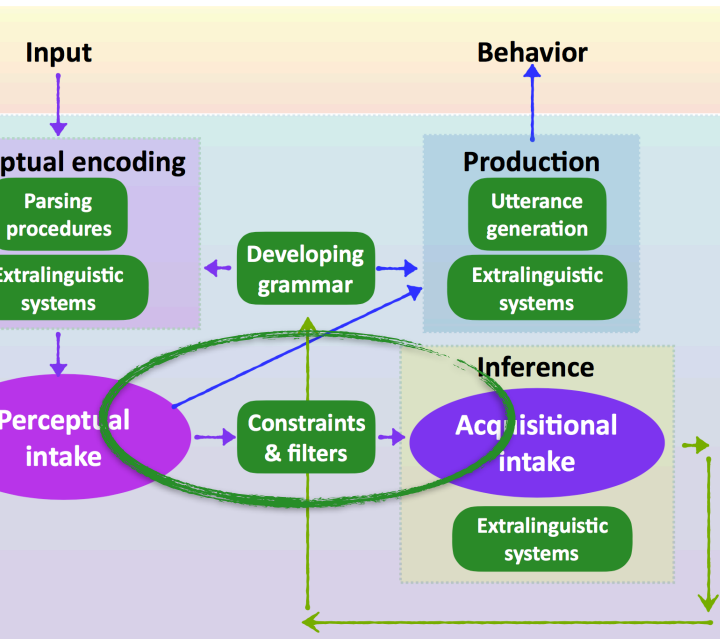 Input
Behavior
ptual encoding
Production
Parsing
procedures
Utterance
generation
Developing
grammar
Extralinguistic
systems
Extralinguistic
systems
Inference
Perceptual
intake
Constraints
& filters
Acquisitional
intake
Extralinguistic
systems